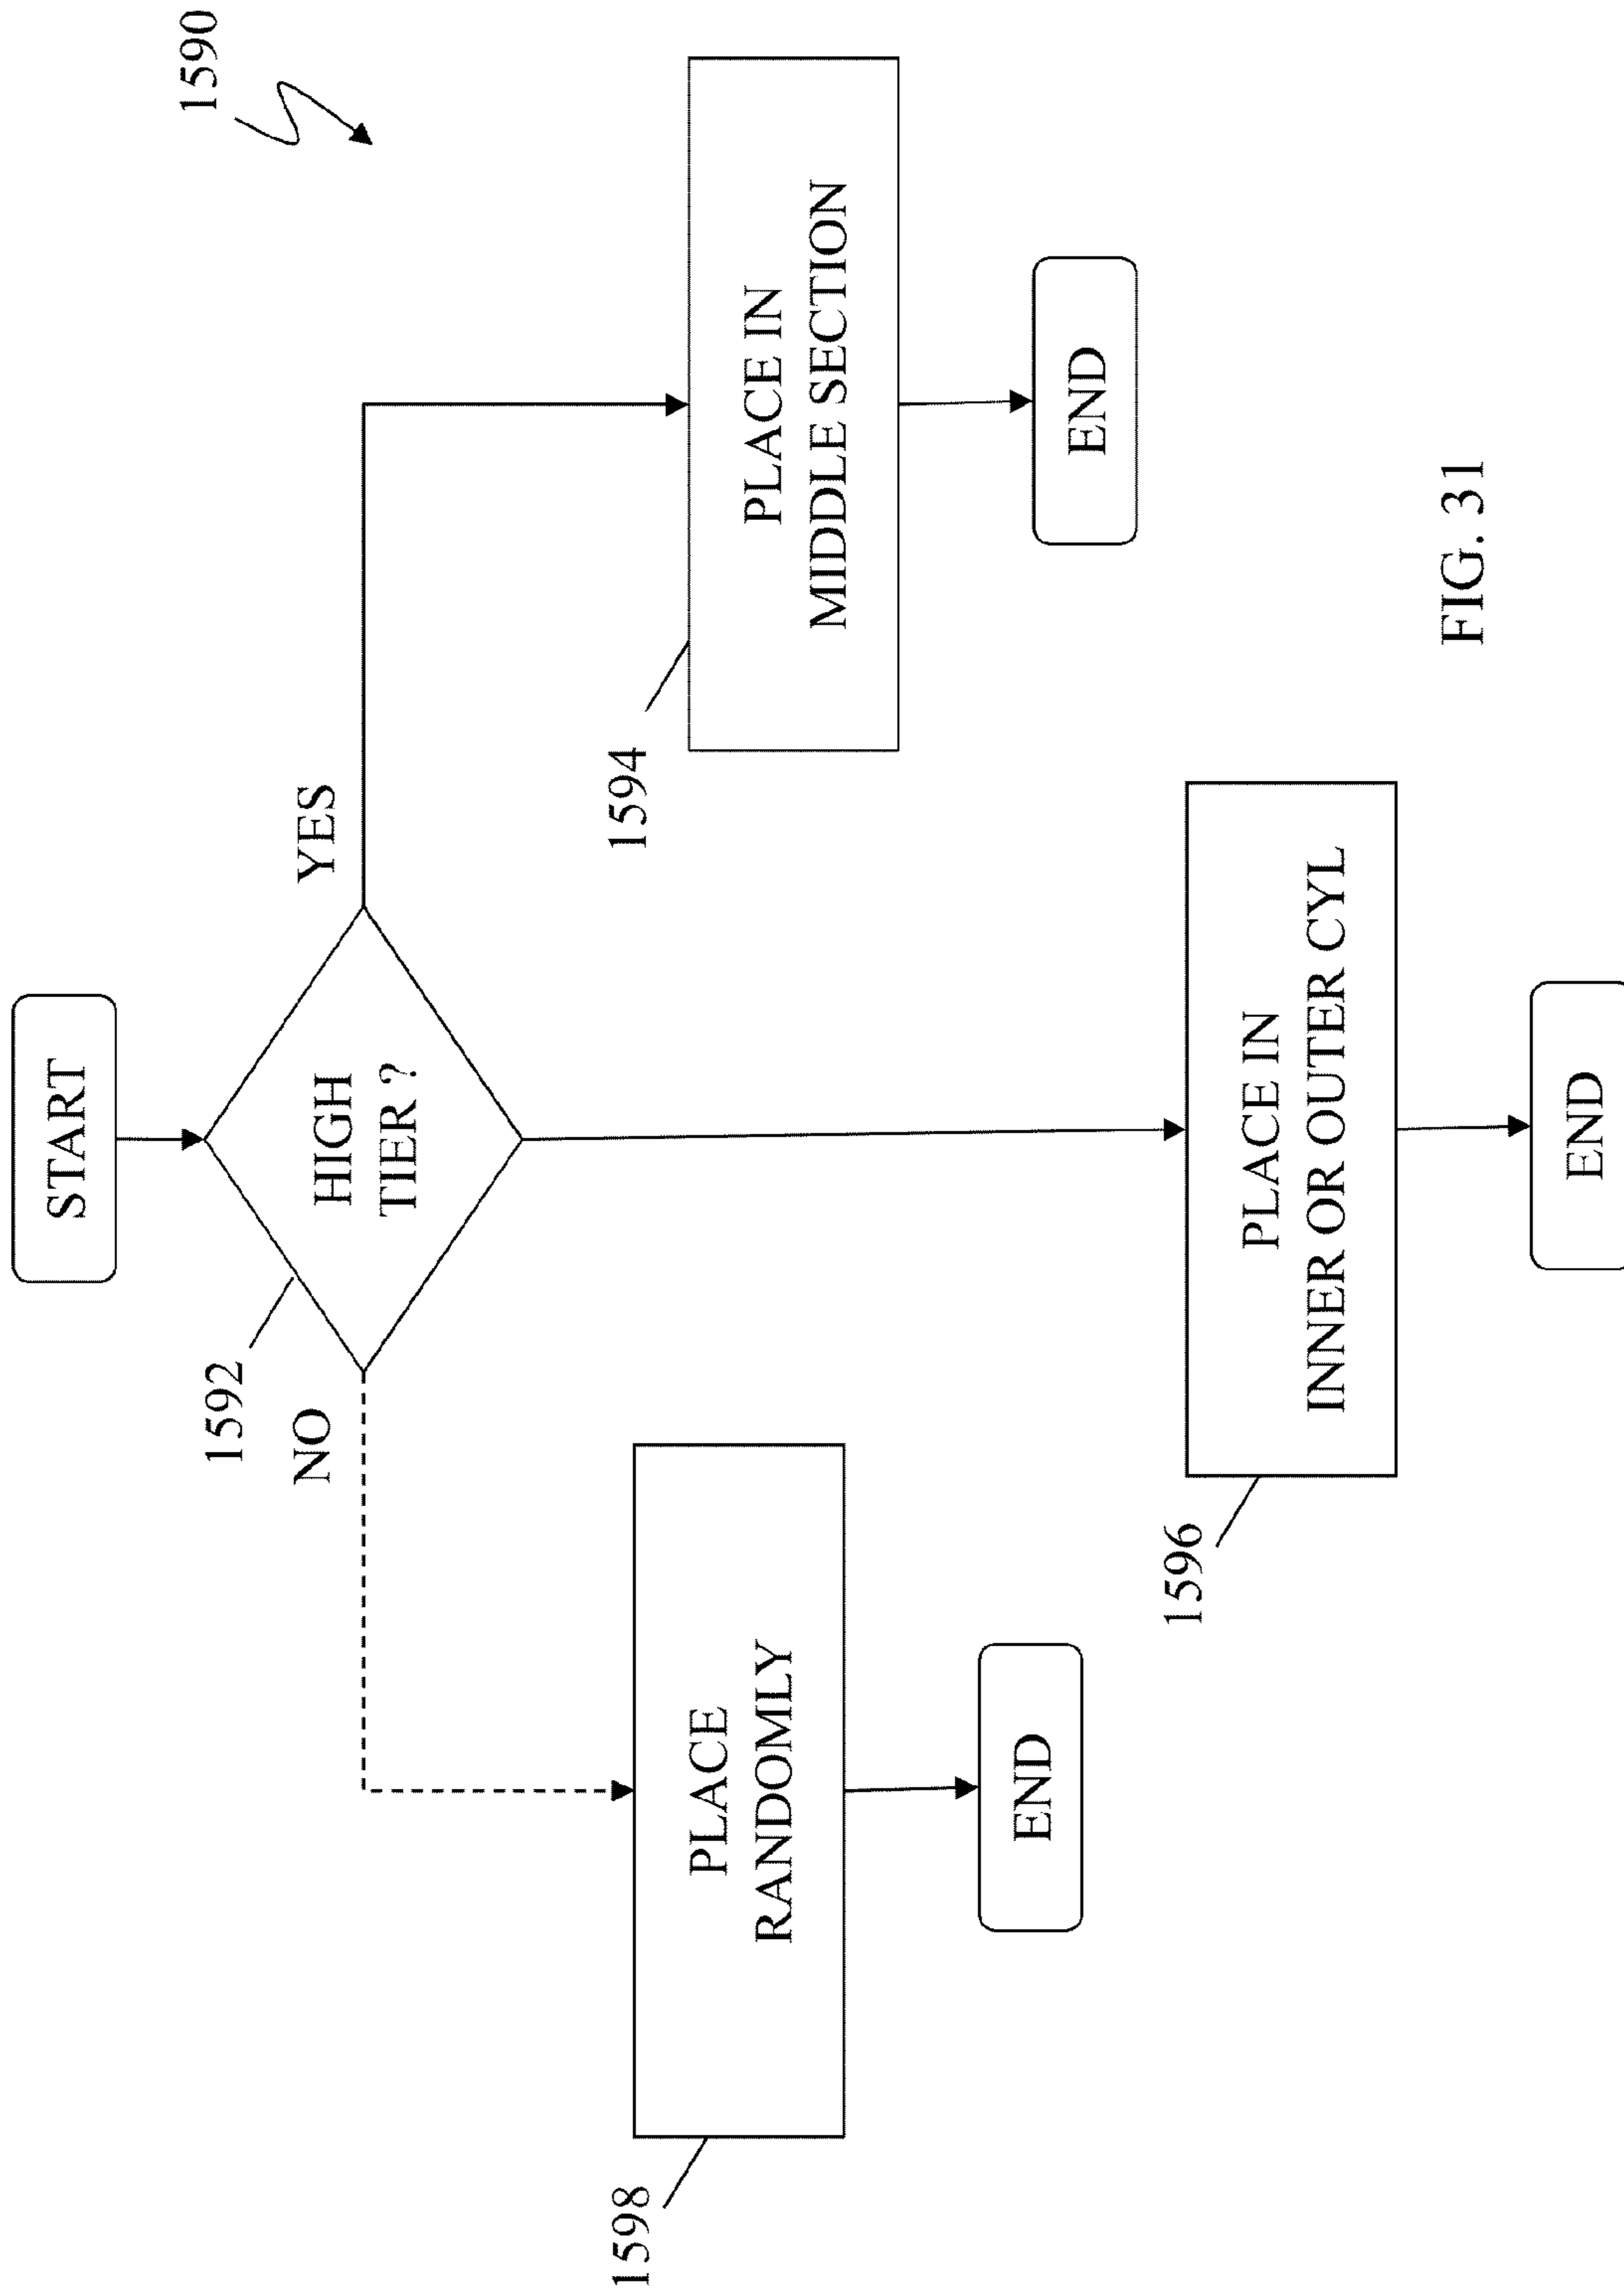 1590
START
1592
HIGH
TIER ?
NO
YES
1598
PLACE
RANDOMLY
END
1594
PLACE IN
MIDDLE SECTION
END
1596
PLACE IN
INNER OR OUTER CYL
END
FIG. 31